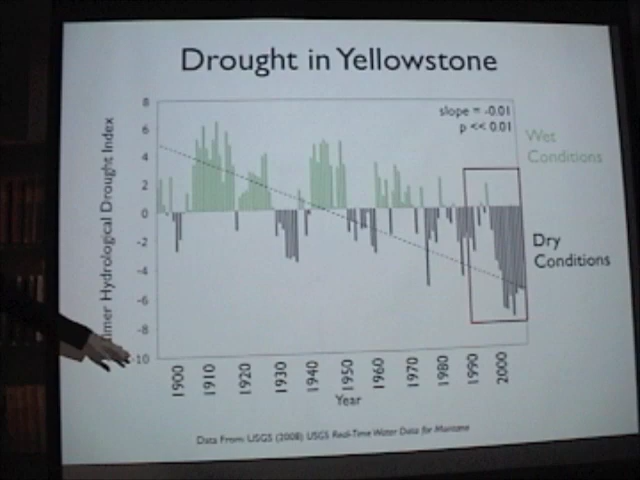 Drought in Yellowstone
slope = -0.01
p << 0.01
Wet
Conditions
Dry
Conditions
8
6
4
2
0
-2
-4
-6
-8
-10
Hydrological Drought Index
1900
1910
1920
1930
1940
1950
1960
1970
1980
1990
2000
Year
Data From: USGS (2008) USGS Real-Time Water Data for Montana